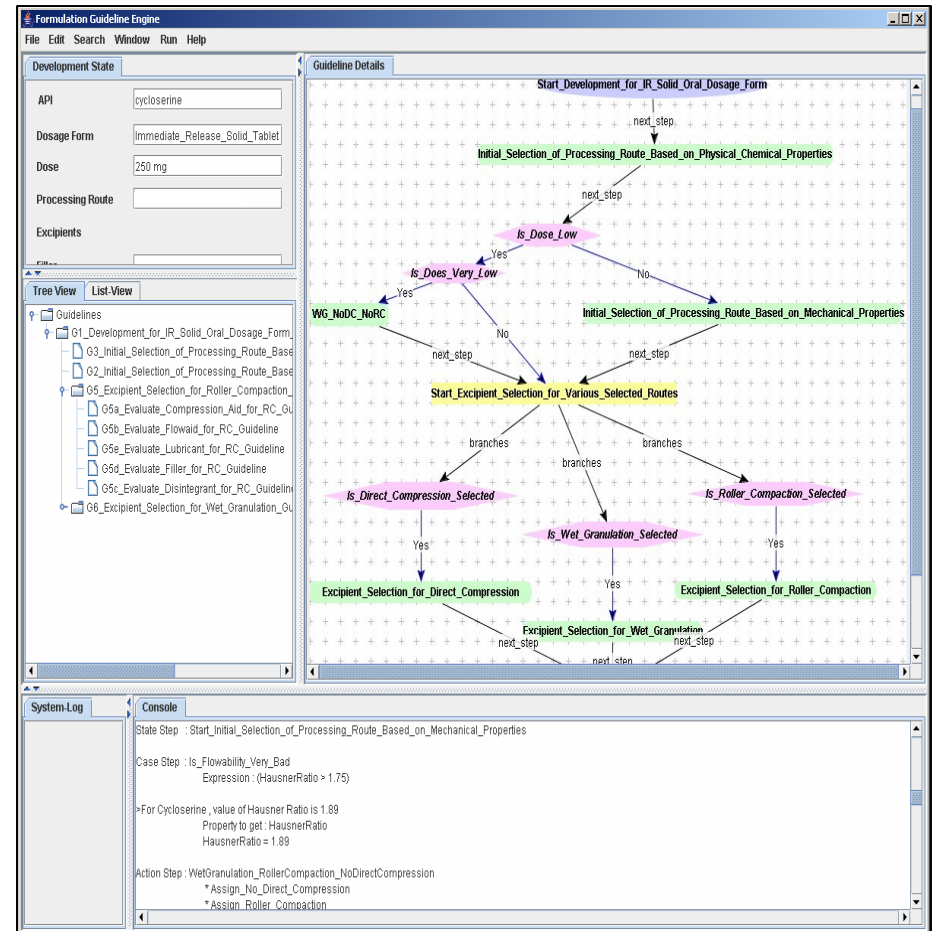 Formulation Guideline Engine
File Edit Search Window Run Help
Development State
API cycloserine
Dosage Form Immediate_Release_Solid_Tablet
Dose 250 mg
Processing Route
Excipients
Filler
Tree View List-View
Guidelines
G1_Development_for_IR_Solid_Oral_Dosage_Form_
G3_Initial_Selection_of_Processing_Route_Base
G2_Initial_Selection_of_Processing_Route_Base
G5_Excipient_Selection_for_Roller_Compaction_
G5a_Evaluate_Compression_Aid_for_RC_Gu
G5b_Evaluate_Flowaid_for_RC_Guideline
G5e_Evaluate_Lubricant_for_RC_Guideline
G5d_Evaluate_Filler_for_RC_Guideline
G5c_Evaluate_Disintegrant_for_RC_Guidelin
G6_Excipient_Selection_for_Wet_Granulation_Gu
Guideline Details
Start_Development_for_IR_Solid_Oral_Dosage_Form
next_step
Initial_Selection_of_Processing_Route_Based_on_Physical_Chemical_Properties
next_step
Is_Dose_Low
Yes
Is_Does_Very_Low
No
Yes
WG_NoDC_NoRC
Initial_Selection_of_Processing_Route_Based_on_Mechanical_Properties
No
next_step
next_step
Start_Excipient_Selection_for_Various_Selected_Routes
branches
branches
branches
Is_Direct_Compression_Selected
Is_Roller_Compaction_Selected
Is_Wet_Granulation_Selected
Yes
Yes
Yes
Excipient_Selection_for_Direct_Compression
Excipient_Selection_for_Roller_Compaction
Excipient_Selection_for_Wet_Granulation
next_step
next_step
next_step
System-Log
Console
State Step : Start_Initial_Selection_of_Processing_Route_Based_on_Mechanical_Properties
Case Step : Is_Flowability_Very_Bad
Expression : (HausnerRatio > 1.75)
>For Cycloserine , value of Hausner Ratio is 1.89
Property to get : HausnerRatio
HausnerRatio = 1.89
Action Step : WetGranulation_RollerCompaction_NoDirectCompression
* Assign_No_Direct_Compression
* Assign_Roller_Compaction